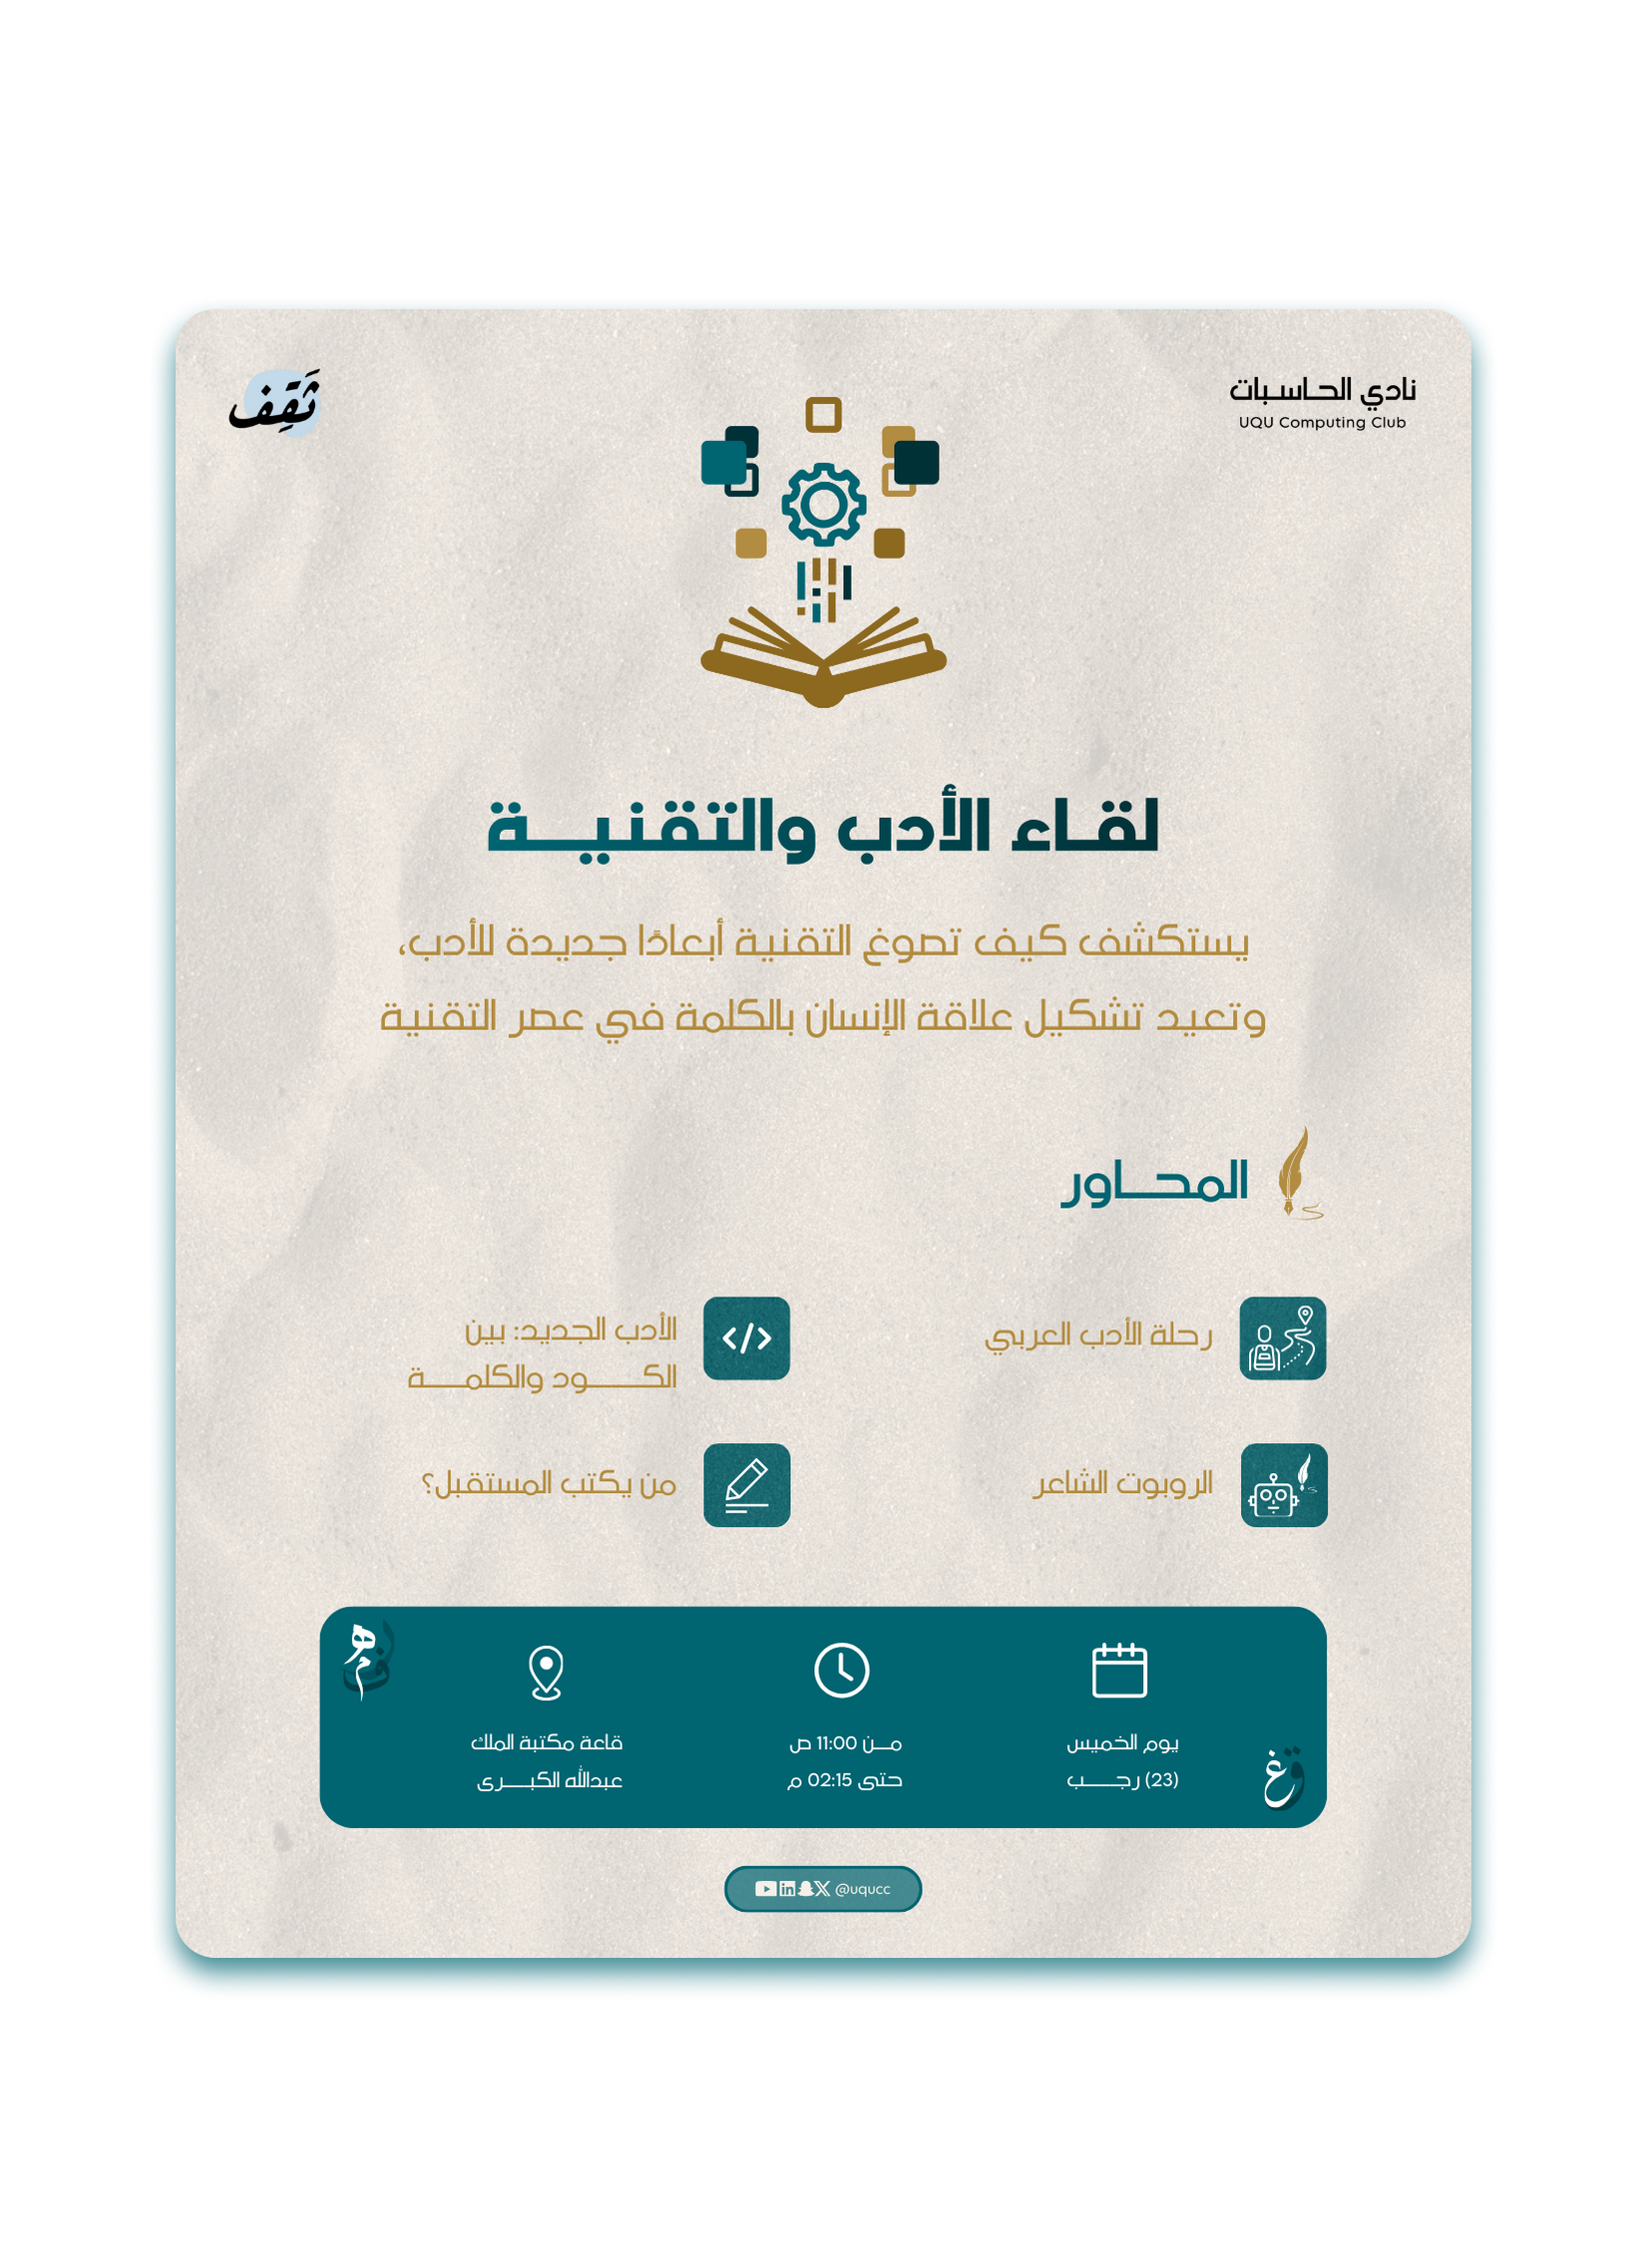 نادي الحاسبات
UQU Computing Club
ثَقِف
لقاء الأدب والتقنية
يستكشف كيف تصوغ التقنية أبعادًا جديدة للأدب،
وتعيد تشكيل علاقة الإنسان بالكلمة في عصر التقنية
المحاور
رحلة الأدب العربي
الأدب الجديد: بين
الكود والكلمة
الروبوت الشاعر
من يكتب المستقبل؟
يوم الخميس
(23) رجب
من 11:00 ص
حتى 02:15 م
قاعة مكتبة الملك
عبدالله الكبرى
@uqucc